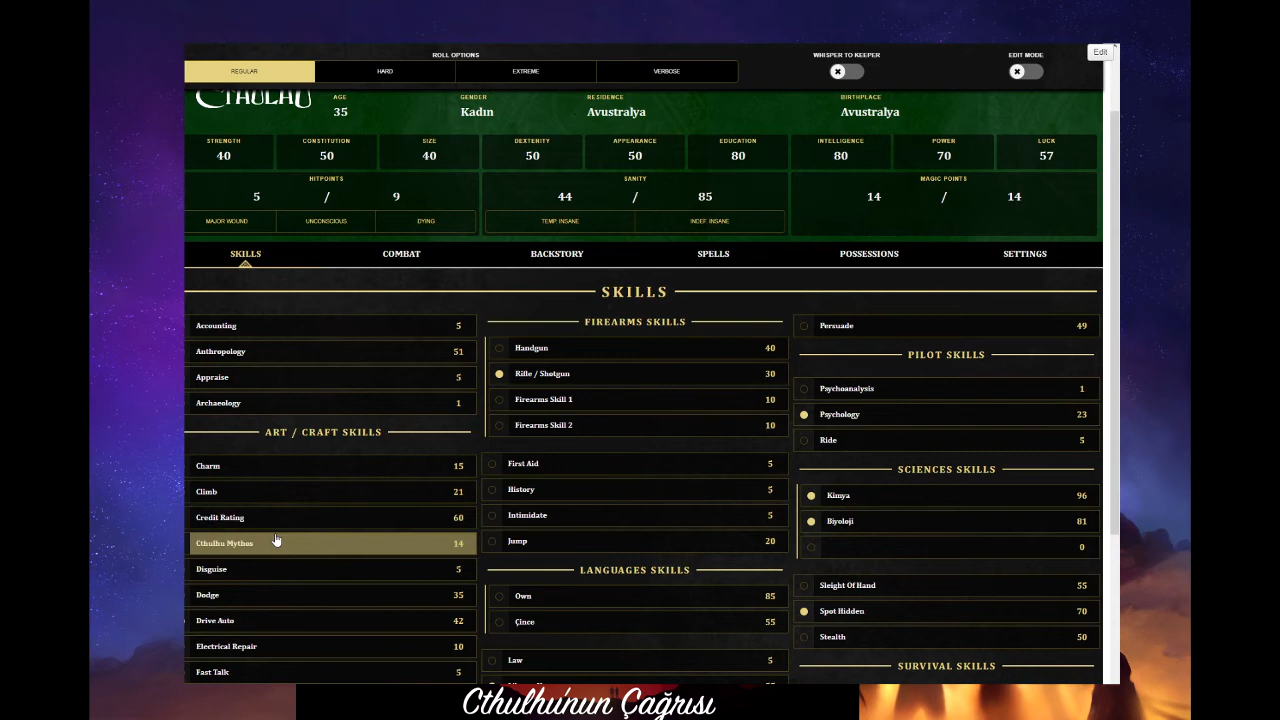 ROLL OPTIONS WHISPER TO KEEPER EDIT MODE Edit
REGULAR HARD EXTREME VERBOSE
CTHULHU
AGE GENDER RESIDENCE BIRTHPLACE
35 Kadın Avustralya Avustralya
STRENGTH CONSTITUTION SIZE DEXTERITY APPEARANCE EDUCATION INTELLIGENCE POWER LUCK
40 50 40 50 50 80 80 70 57
HITPOINTS SANITY MAGIC POINTS
5 / 9 44 / 85 14 / 14
MAJOR WOUND UNCONSCIOUS DYING TEMP. INSANE INDEF. INSANE
SKILLS COMBAT BACKSTORY SPELLS POSSESSIONS SETTINGS
SKILLS
Accounting 5
Anthropology 51
Appraise 5
Archaeology 1
ART / CRAFT SKILLS
Charm 15
Climb 21
Credit Rating 60
Cthulhu Mythos 14
Disguise 5
Dodge 35
Drive Auto 42
Electrical Repair 10
Fast Talk 5
FIREARMS SKILLS
Handgun 40
Rifle / Shotgun 30
Firearms Skill 1 10
Firearms Skill 2 10
First Aid 5
History 5
Intimidate 5
Jump 20
LANGUAGES SKILLS
Own 85
Çince 55
Law 5
Persuade 49
PILOT SKILLS
Psychoanalysis 1
Psychology 23
Ride 5
SCIENCES SKILLS
Kimya 96
Biyoloji 81
0
Sleight Of Hand 55
Spot Hidden 70
Stealth 50
SURVIVAL SKILLS
Cthulhu'nun Çağrısı